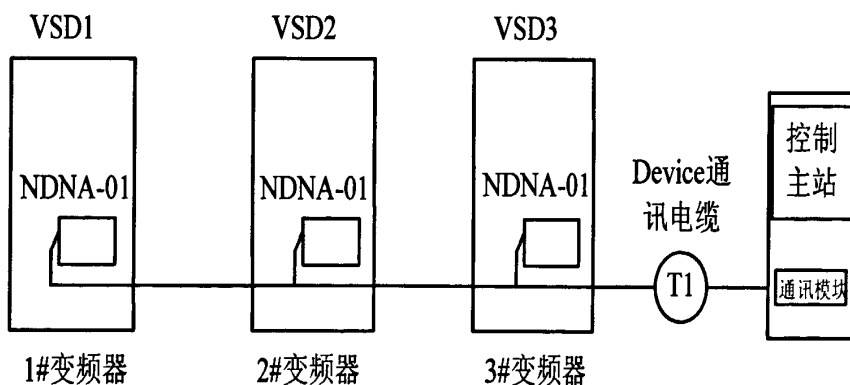 VSD1
VSD2
VSD3
NDNA-01
NDNA-01
NDNA-01
Device通
讯电缆
T1
控制
主站
通讯模块
1#变频器
2#变频器
3#变频器